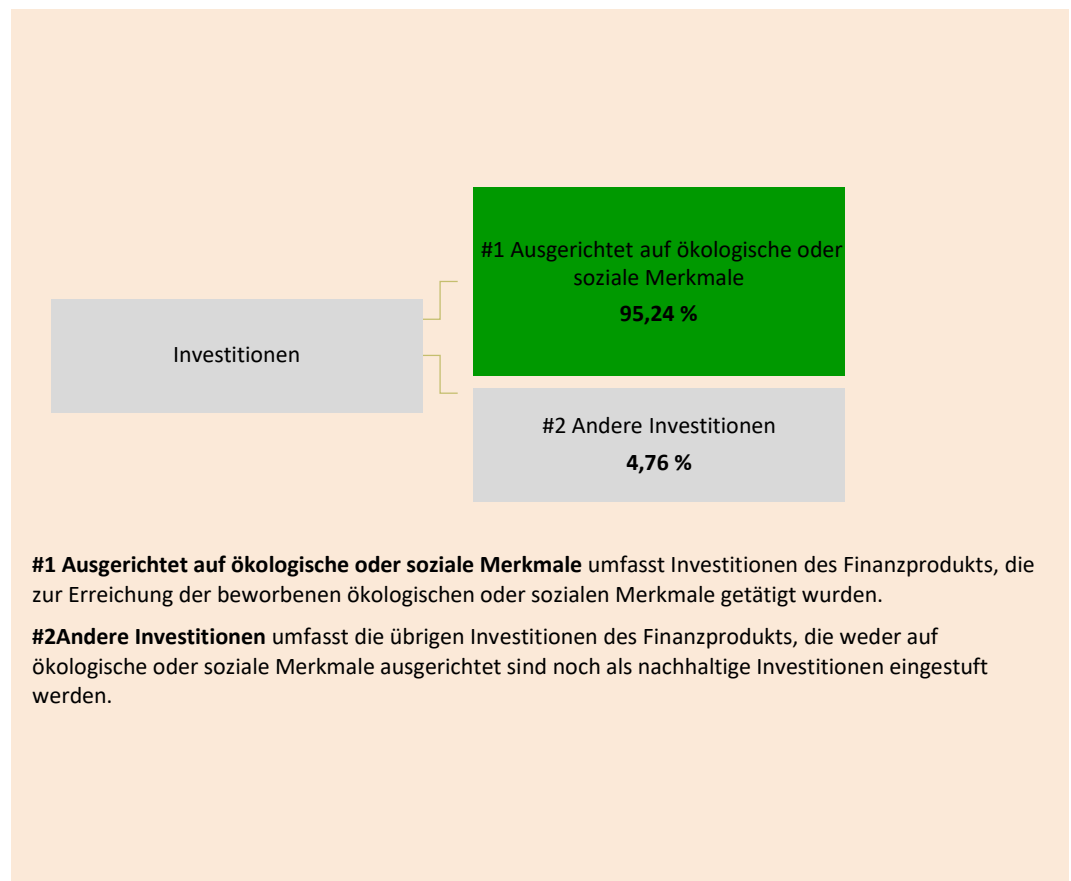 #1 Ausgerichtet auf ökologische oder
soziale Merkmale
95,24 %
Investitionen
#2 Andere Investitionen
4,76 %
#1 Ausgerichtet auf ökologische oder soziale Merkmale umfasst Investitionen des Finanzprodukts, die
zur Erreichung der beworbenen ökologischen oder sozialen Merkmale getätigt wurden.
#2Andere Investitionen umfasst die übrigen Investitionen des Finanzprodukts, die weder auf
ökologische oder soziale Merkmale ausgerichtet sind noch als nachhaltige Investitionen eingestuft
werden.